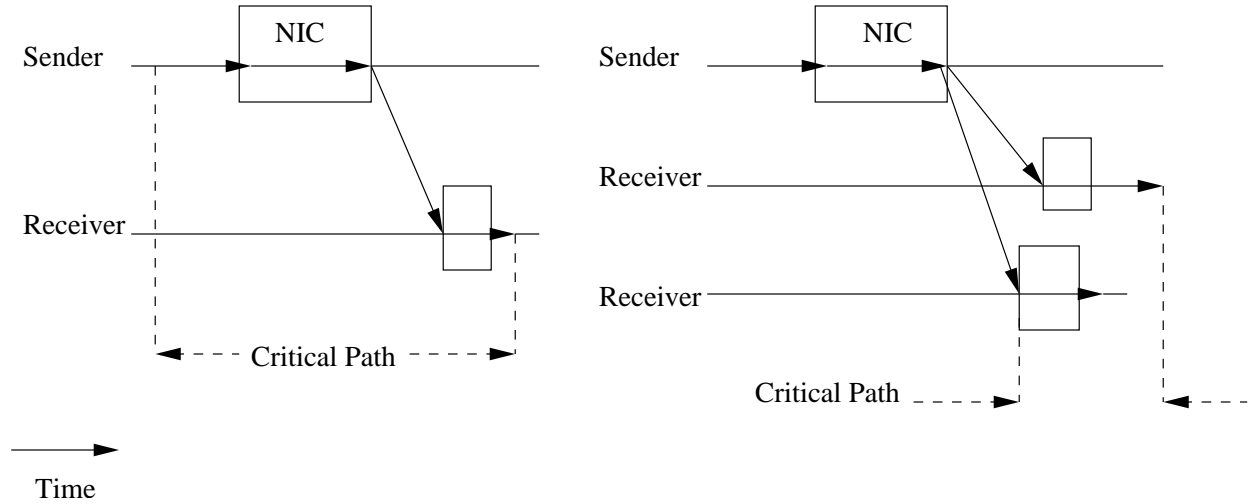 NIC
Sender
Receiver
Critical Path
Time
NIC
Sender
Receiver
Receiver
Critical Path